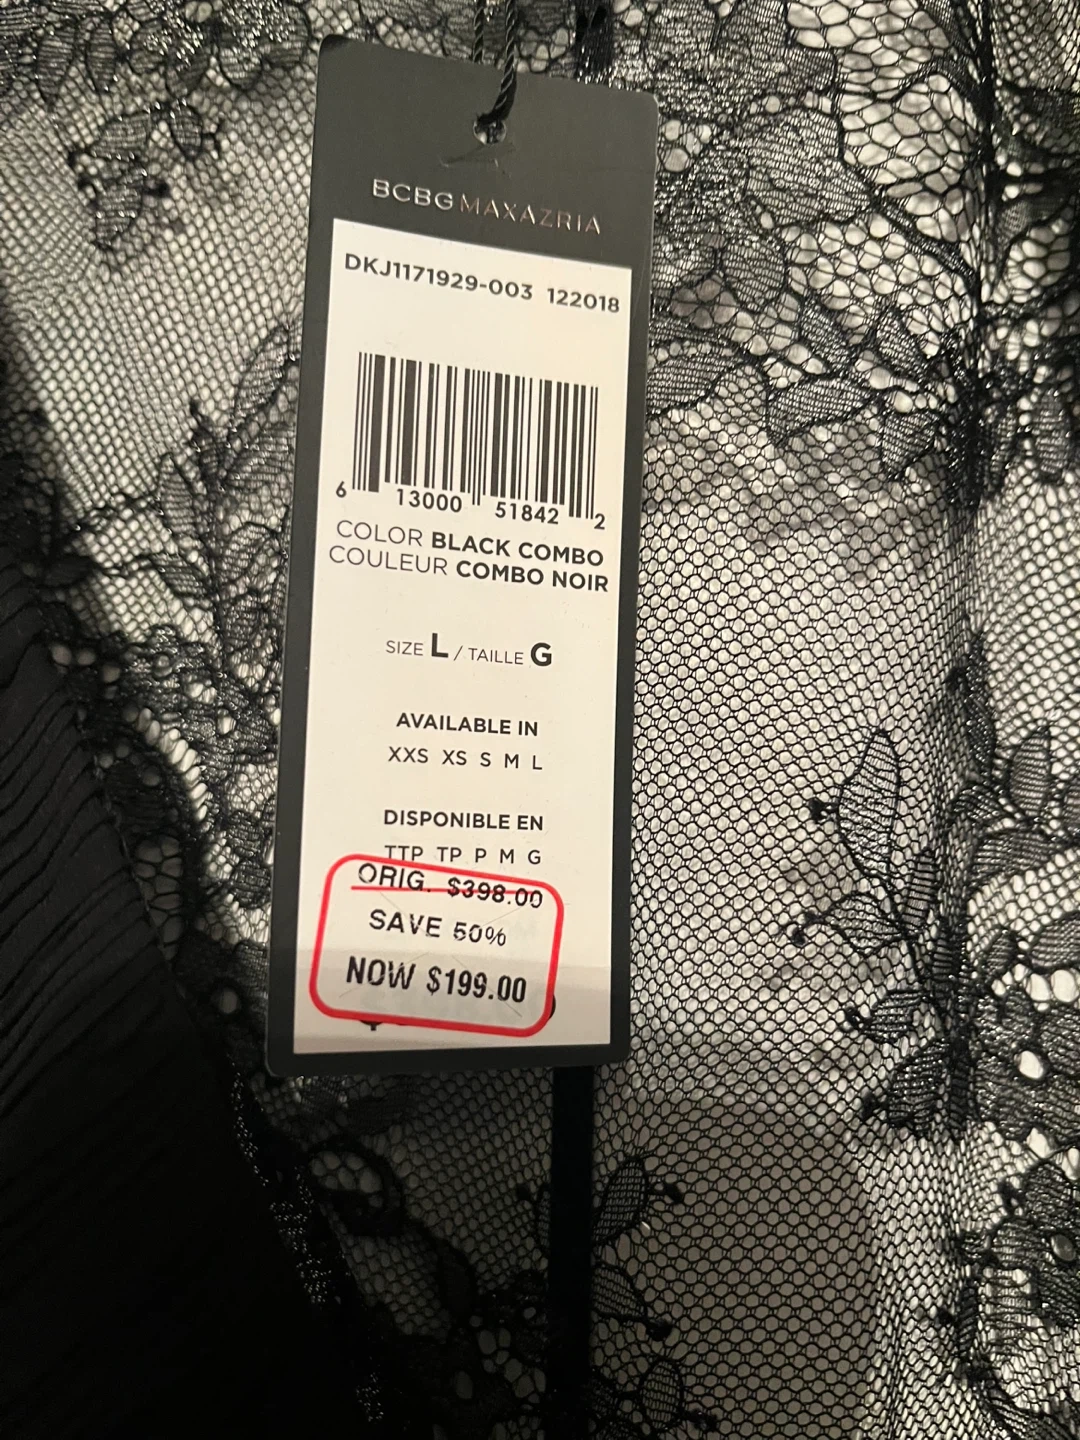 BCBGMAXAZRIA
DKJ1171929-003 122018
6 13000 51842 2
COLOR BLACK COMBO
COULEUR COMBO NOIR
SIZE L / TAILLE G
AVAILABLE IN
XXS XS S M L
DISPONIBLE EN
TTP TP P M G
ORIG. $398.00
SAVE 50%
NOW $199.00